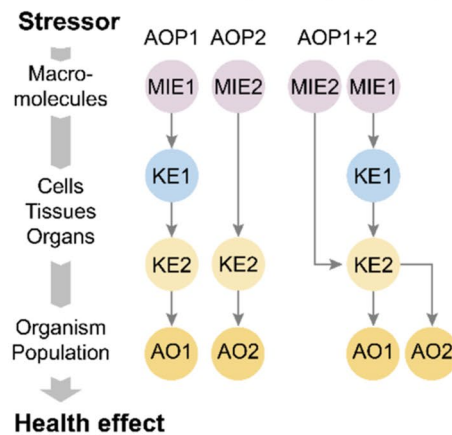 Stressor
AOP1 AOP2 AOP1+2
Macro-
molecules
MIE1 MIE2 MIE2 MIE1
KE1 KE1
Cells
Tissues
Organs
KE2 KE2 KE2
Organism
Population
AO1 AO2 AO1 AO2
Health effect